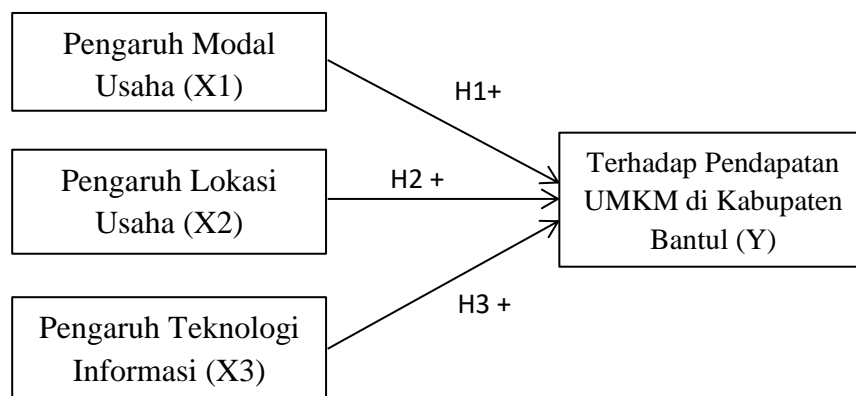 Pengaruh Modal
Usaha (X1)
H1+
Pengaruh Lokasi
Usaha (X2)
H2 +
Terhadap Pendapatan
UMKM di Kabupaten
Bantul (Y)
H3 +
Pengaruh Teknologi
Informasi (X3)